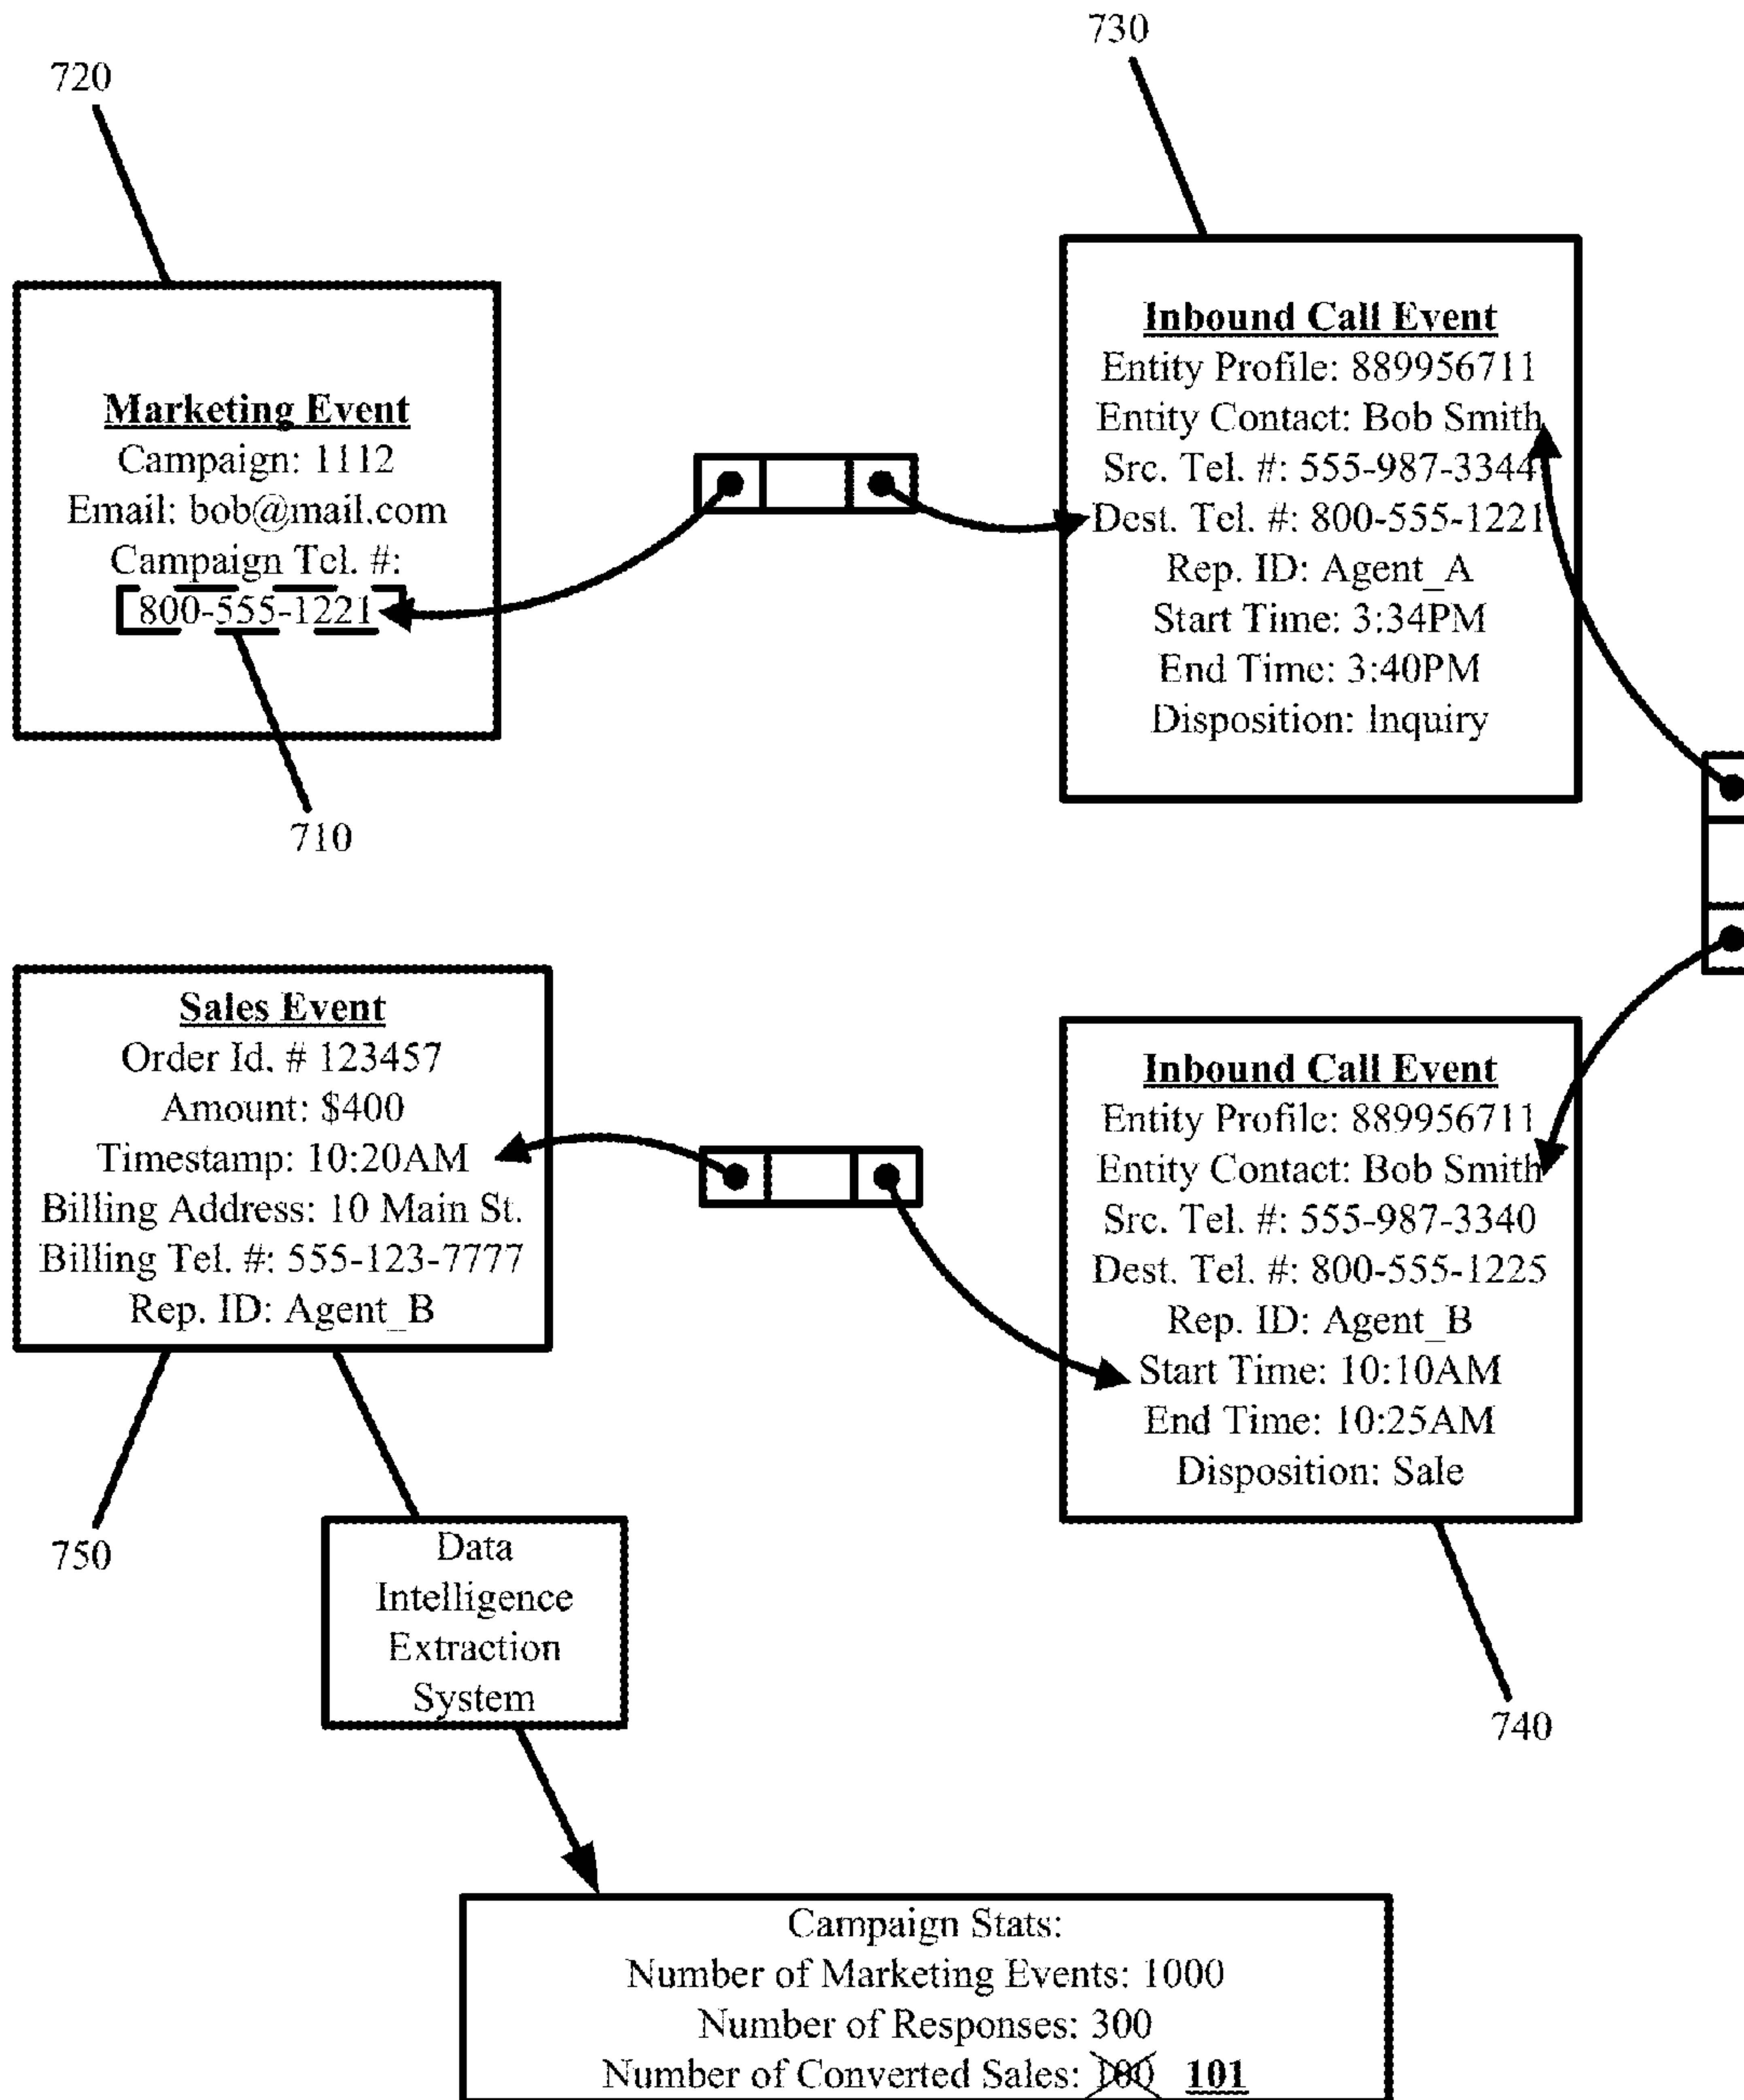 730
720
Marketing Event
Campaign: 1112
Email: bob@mail.com
Campaign Tel. #:
800-555-1221
710
Inbound Call Event
Entity Profile: 889956711
Entity Contact: Bob Smith
Src. Tel. #: 555-987-3344
Dest. Tel. #: 800-555-1221
Rep. ID: Agent_A
Start Time: 3:34PM
End Time: 3:40PM
Disposition: Inquiry
Sales Event
Order Id. # 123457
Amount: $400
Timestamp: 10:20AM
Billing Address: 10 Main St.
Billing Tel. #: 555-123-7777
Rep. ID: Agent_B
750
Inbound Call Event
Entity Profile: 889956711
Entity Contact: Bob Smith
Src. Tel. #: 555-987-3340
Dest. Tel. #: 800-555-1225
Rep. ID: Agent_B
Start Time: 10:10AM
End Time: 10:25AM
Disposition: Sale
740
Data
Intelligence
Extraction
System
Campaign Stats:
Number of Marketing Events: 1000
Number of Responses: 300
Number of Converted Sales: 100 101